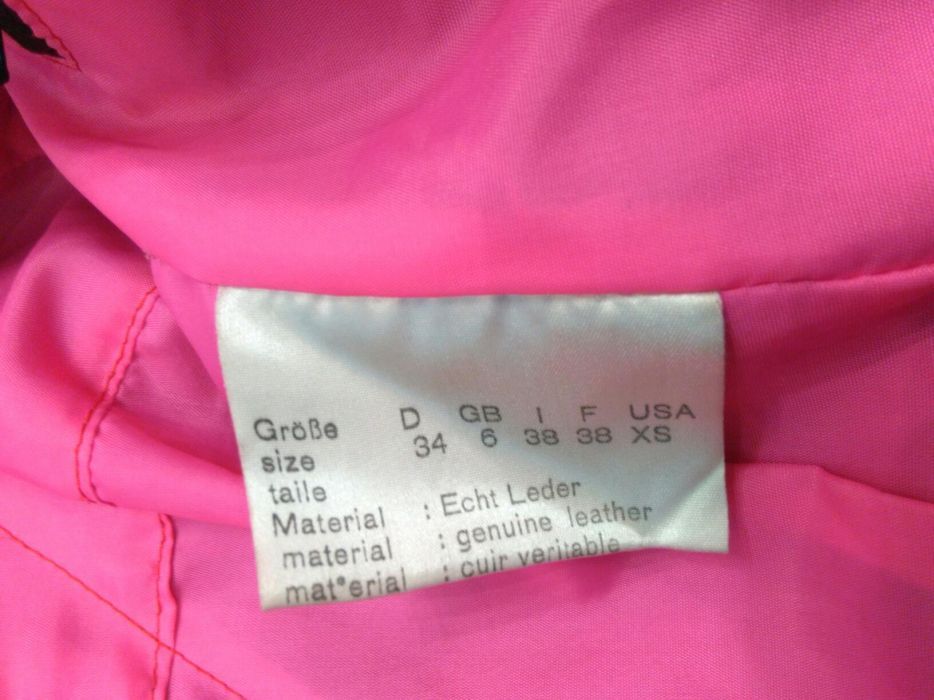 D GB I F USA
Größe 34 6 38 38 XS
size
taille
Material : Echt Leder
material : genuine leather
mat°erial : cuir veritable